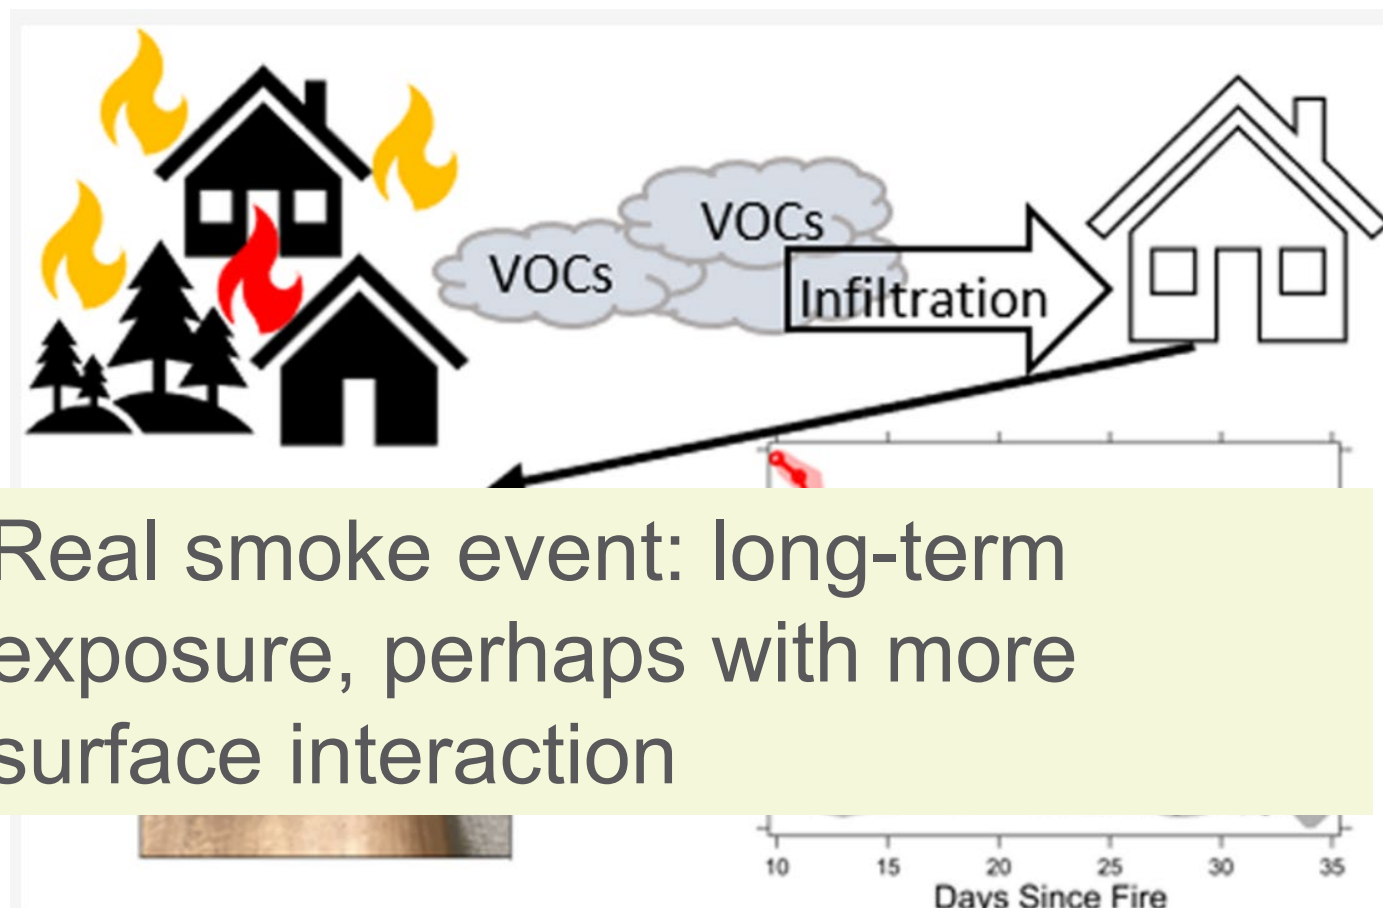 VOCs
VOCs
Infiltration
Real smoke event: long-term
exposure, perhaps with more
surface interaction
10 15 20 25 30 35
Days Since Fire